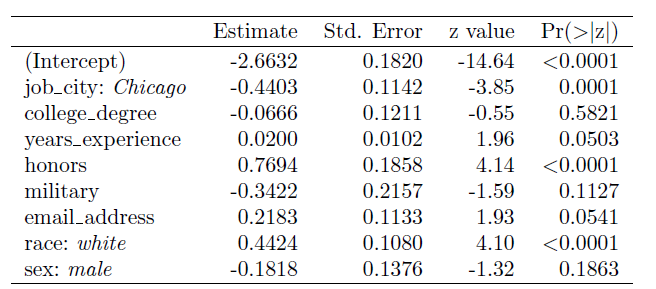 Estimate Std. Error z value Pr(>|z|)
(Intercept) -2.6632 0.1820 -14.64 <0.0001
job_city: Chicago -0.4403 0.1142 -3.85 0.0001
college_degree -0.0666 0.1211 -0.55 0.5821
years_experience 0.0200 0.0102 1.96 0.0503
honors 0.7694 0.1858 4.14 <0.0001
military -0.3422 0.2157 -1.59 0.1127
email_address 0.2183 0.1133 1.93 0.0541
race: white 0.4424 0.1080 4.10 <0.0001
sex: male -0.1818 0.1376 -1.32 0.1863